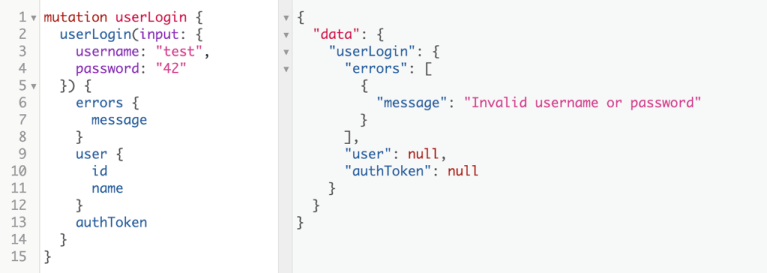 1 mutation userLogin {
2 userLogin(input: {
3 username: "test",
4 password: "42"
5 }) {
6 errors {
7 message
8 }
9 user {
10 id
11 name
12 }
13 authToken
14 }
15 }
{
"data": {
"userLogin": {
"errors": [
{
"message": "Invalid username or password"
}
],
"user": null,
"authToken": null
}
}
}